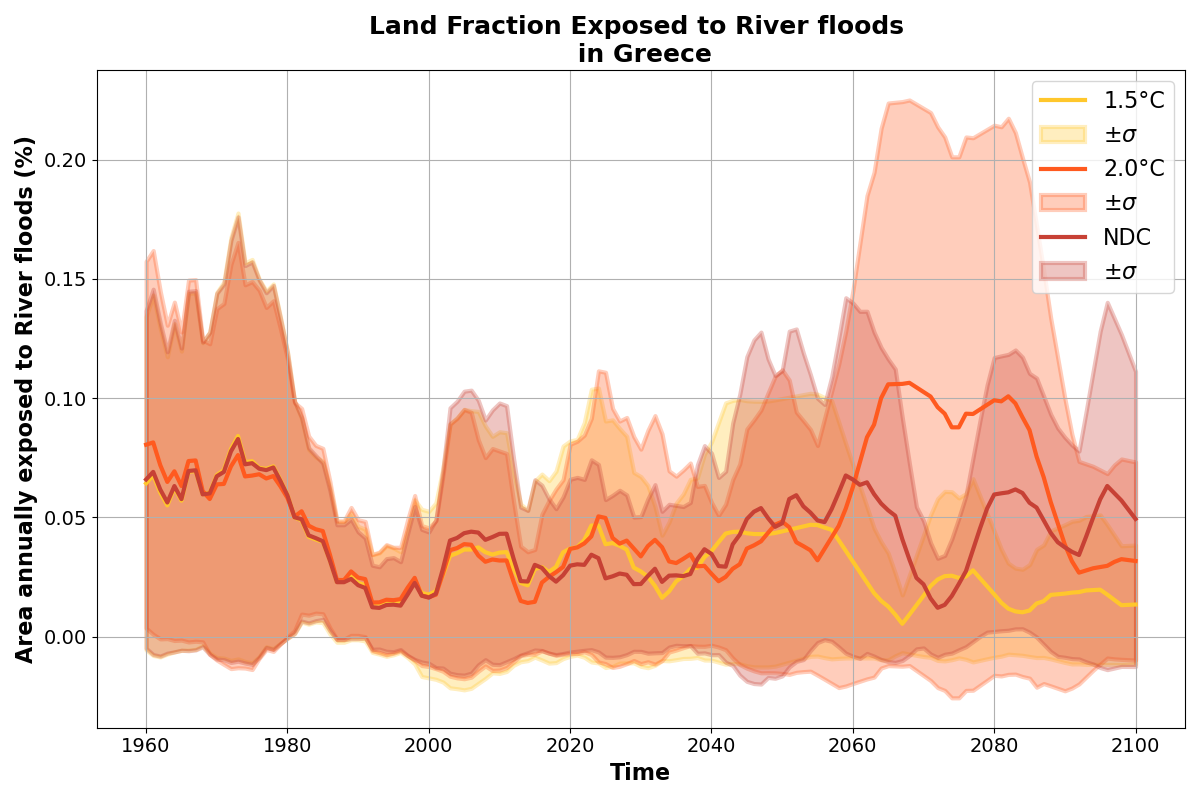 Land Fraction Exposed to River floods
in Greece
Area annually exposed to River floods (%)
0.20
0.15
0.10
0.05
0.00
1960
1980
2000
2020
2040
2060
2080
2100
Time
1.5°C
±σ
2.0°C
±σ
NDC
±σ